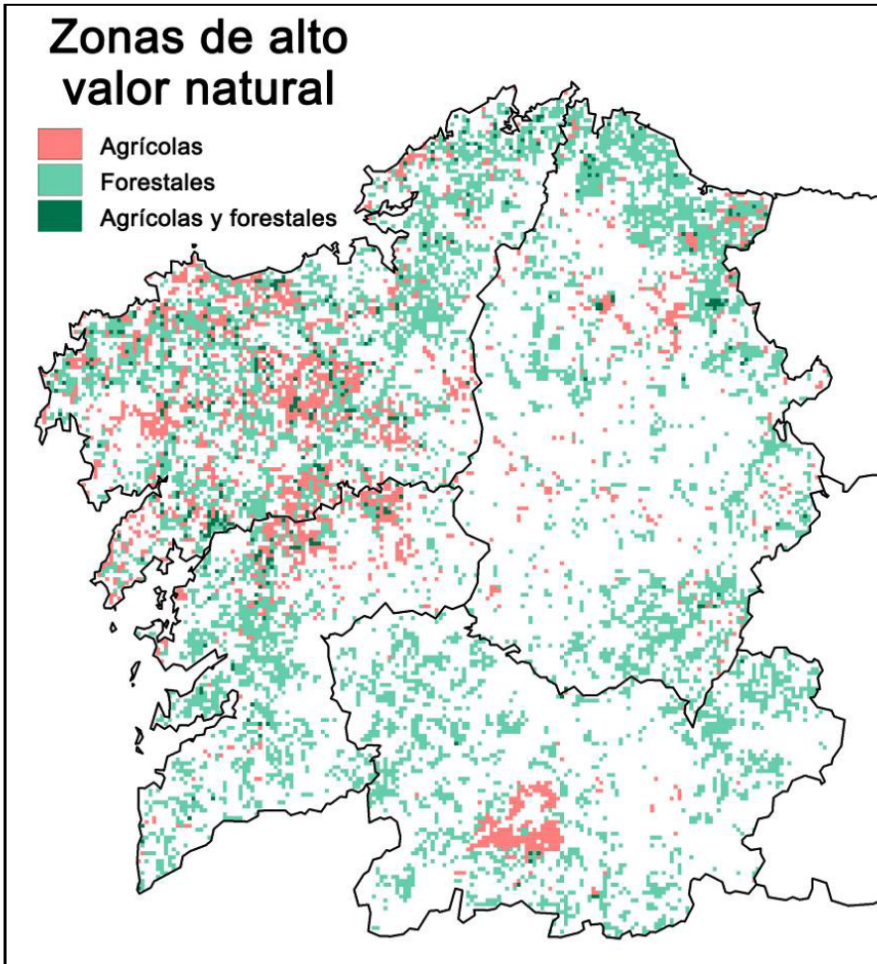 Zonas de alto
valor natural
Agrícolas
Forestales
Agrícolas y forestales